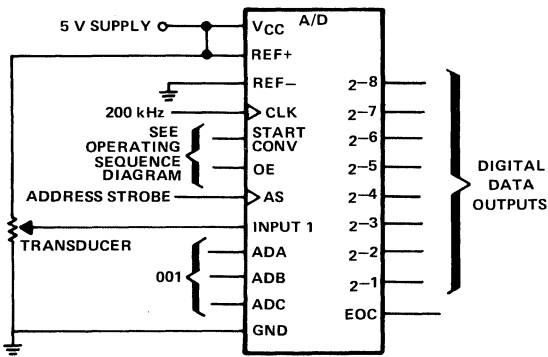 A/D
5 V SUPPLY
VCC
REF+
REF−
200 kHz
CLK
SEE
OPERATING
SEQUENCE
DIAGRAM
START
CONV
OE
ADDRESS STROBE
AS
INPUT 1
TRANSDUCER
001
ADA
ADB
ADC
GND
2−8
2−7
2−6
2−5
2−4
2−3
2−2
2−1
EOC
DIGITAL
DATA
OUTPUTS